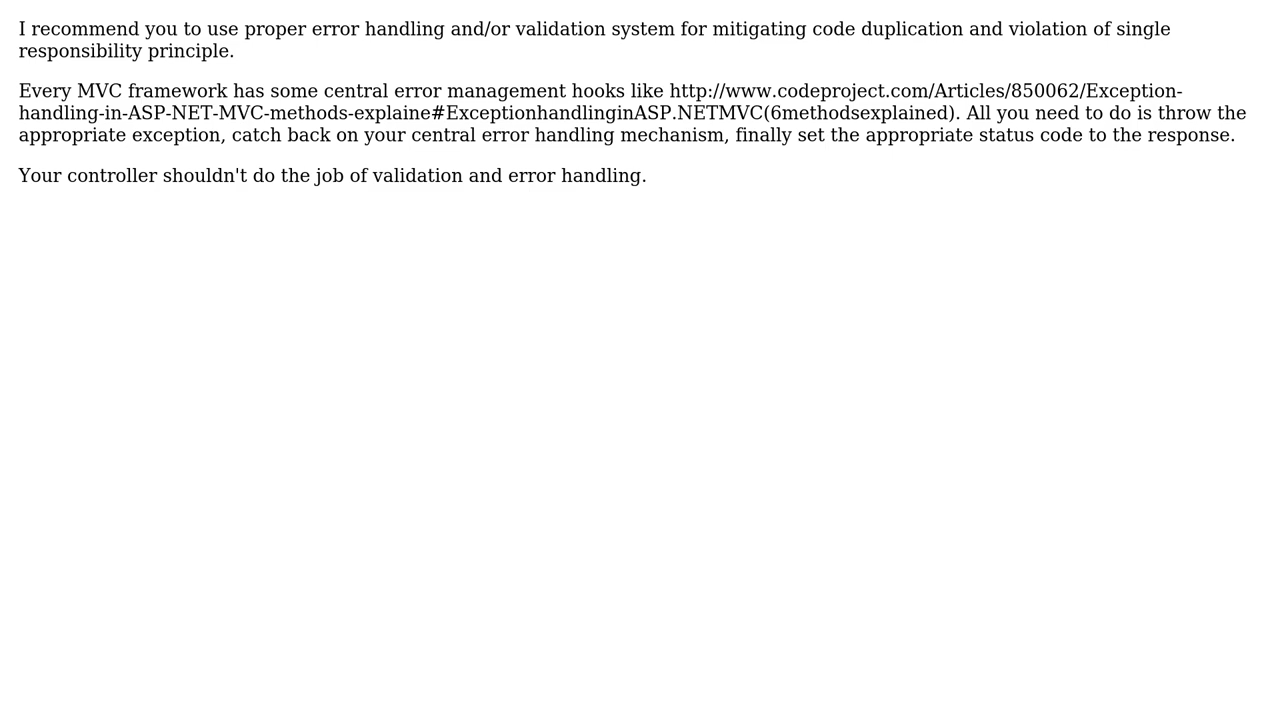 I recommend you to use proper error handling and/or validation system for mitigating code duplication and violation of single
responsibility principle.
Every MVC framework has some central error management hooks like http://www.codeproject.com/Articles/850062/Exception-
handling-in-ASP-NET-MVC-methods-explaine#ExceptionhandlinginASP.NETMVC(6methodsexplained). All you need to do is throw the
appropriate exception, catch back on your central error handling mechanism, finally set the appropriate status code to the response.
Your controller shouldn't do the job of validation and error handling.